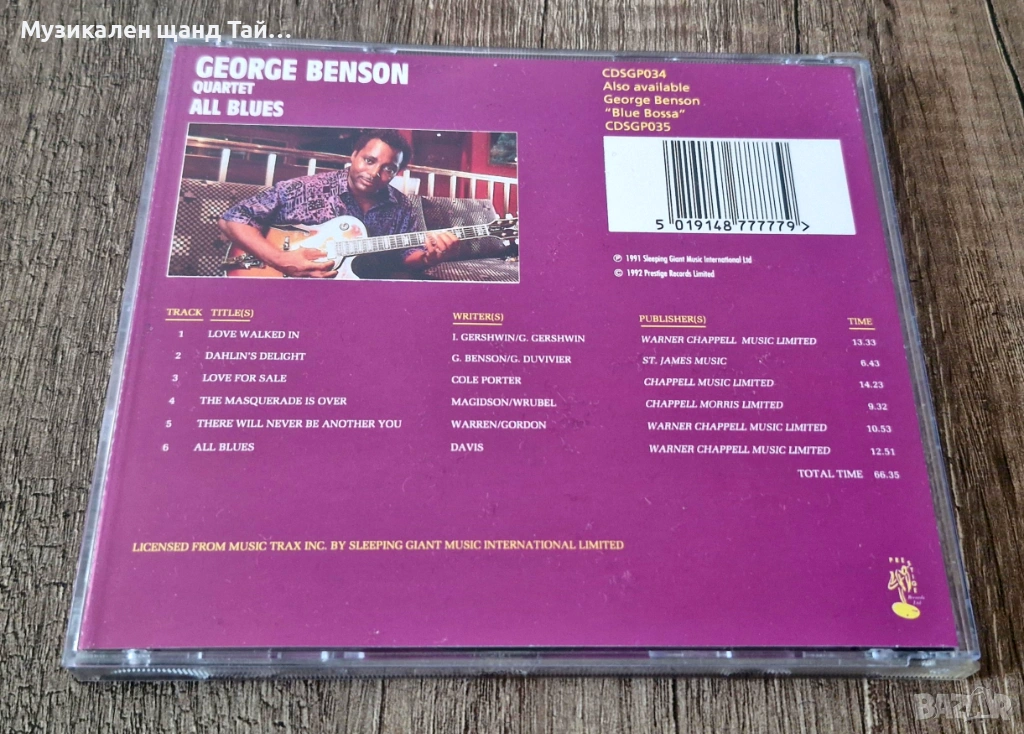 Музикален щанд Тай...
GEORGE BENSON
QUARTET
ALL BLUES
CDSGP034
Also available
George Benson
"Blue Bossa"
CDSGP035
5 019148 777779>
℗ 1991 Sleeping Giant Music International Ltd
© 1992 Prestige Records Limited
TRACK TITLE(S) WRITER(S) PUBLISHER(S) TIME
1 LOVE WALKED IN I. GERSHWIN/G. GERSHWIN WARNER CHAPPELL MUSIC LIMITED 13.33
2 DAHLIN'S DELIGHT G. BENSON/G. DUVIVIER ST. JAMES MUSIC 6.43
3 LOVE FOR SALE COLE PORTER CHAPPELL MUSIC LIMITED 14.23
4 THE MASQUERADE IS OVER MAGIDSON/WRUBEL CHAPPELL MORRIS LIMITED 9.32
5 THERE WILL NEVER BE ANOTHER YOU WARREN/GORDON WARNER CHAPPELL MUSIC LIMITED 10.53
6 ALL BLUES DAVIS WARNER CHAPPELL MUSIC LIMITED 12.51
TOTAL TIME 66.35
LICENSED FROM MUSIC TRAX INC. BY SLEEPING GIANT MUSIC INTERNATIONAL LIMITED
PRESTIGE
Records
Ltd
BAZAR